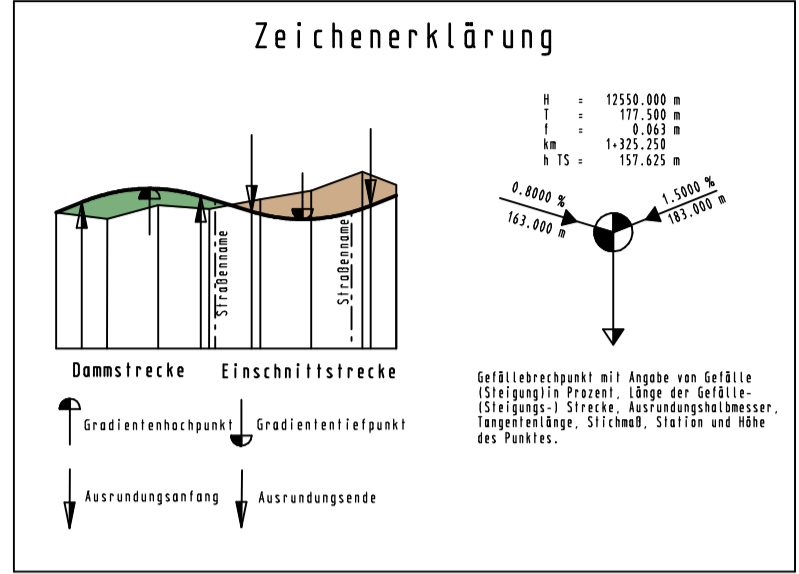 Zeichenerklärung
H = 12550.000 m
T = 177.500 m
f = 0.063 m
km 1+325.250
h TS = 157.625 m
0.8000 %
163.000 m
1.5000 %
183.000 m
Straßenname
Straßenname
Dammstrecke
Einschnittstrecke
Gradientenhochpunkt
Gradiententiefpunkt
Ausrundungsanfang
Ausrundungsende
Gefällebrechpunkt mit Angabe von Gefälle
(Steigung)in Prozent, Länge der Gefälle-
(Steigungs-) Strecke, Ausrundungshalbmesser,
Tangentenlänge, Stichmaß, Station und Höhe
des Punktes.